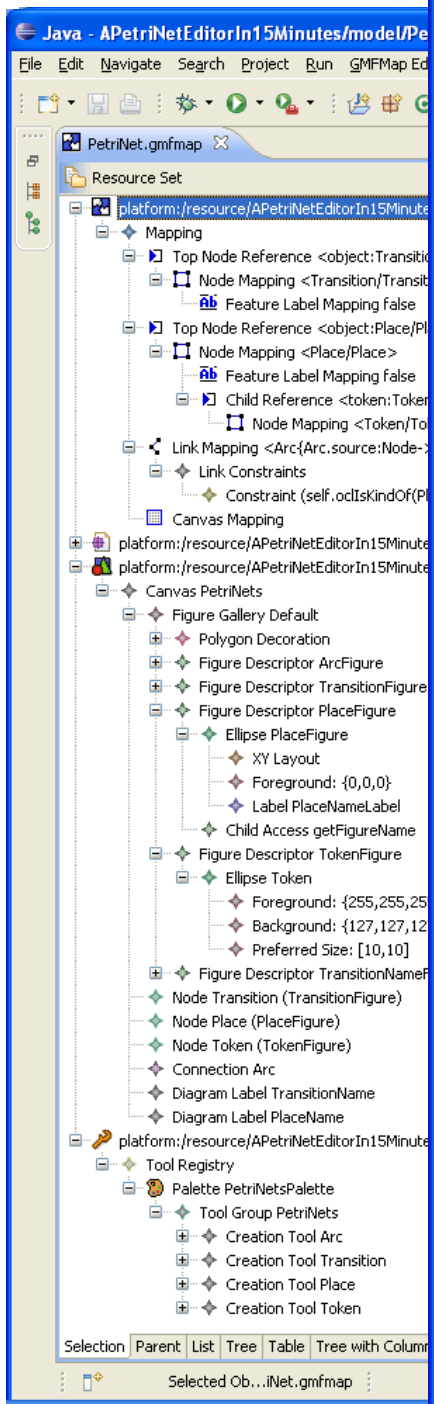 Java - APetriNetEditorIn15Minutes/model/Pe
File Edit Navigate Search Project Run GMFMap Ed
PetriNet.gmfmap
Resource Set
platform:/resource/APetriNetEditorIn15Minute
Mapping
Top Node Reference <object:Transitio
Node Mapping <Transition/Transit
Ab Feature Label Mapping false
Top Node Reference <object:Place/Pl
Node Mapping <Place/Place>
Ab Feature Label Mapping false
Child Reference <token:Token
Node Mapping <Token/To
Link Mapping <Arc{Arc.source:Node->
Link Constraints
Constraint (self.oclIsKindOf(Pl
Canvas Mapping
platform:/resource/APetriNetEditorIn15Minute
platform:/resource/APetriNetEditorIn15Minute
Canvas PetriNets
Figure Gallery Default
Polygon Decoration
Figure Descriptor ArcFigure
Figure Descriptor TransitionFigure
Figure Descriptor PlaceFigure
Ellipse PlaceFigure
XY Layout
Foreground: {0,0,0}
Label PlaceNameLabel
Child Access getFigureName
Figure Descriptor TokenFigure
Ellipse Token
Foreground: {255,255,25
Background: {127,127,12
Preferred Size: [10,10]
Figure Descriptor TransitionNameF
Node Transition (TransitionFigure)
Node Place (PlaceFigure)
Node Token (TokenFigure)
Connection Arc
Diagram Label TransitionName
Diagram Label PlaceName
platform:/resource/APetriNetEditorIn15Minute
Tool Registry
Palette PetriNetsPalette
Tool Group PetriNets
Creation Tool Arc
Creation Tool Transition
Creation Tool Place
Creation Tool Token
Selection Parent List Tree Table Tree with Column
Selected Ob...iNet.gmfmap